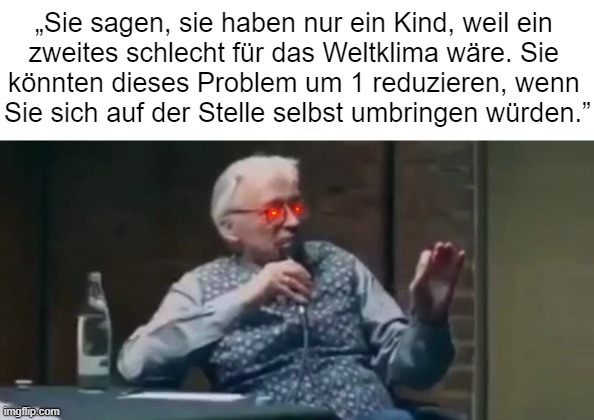 „Sie sagen, sie haben nur ein Kind, weil ein
zweites schlecht für das Weltklima wäre. Sie
könnten dieses Problem um 1 reduzieren, wenn
Sie sich auf der Stelle selbst umbringen würden.”
imgflip.com